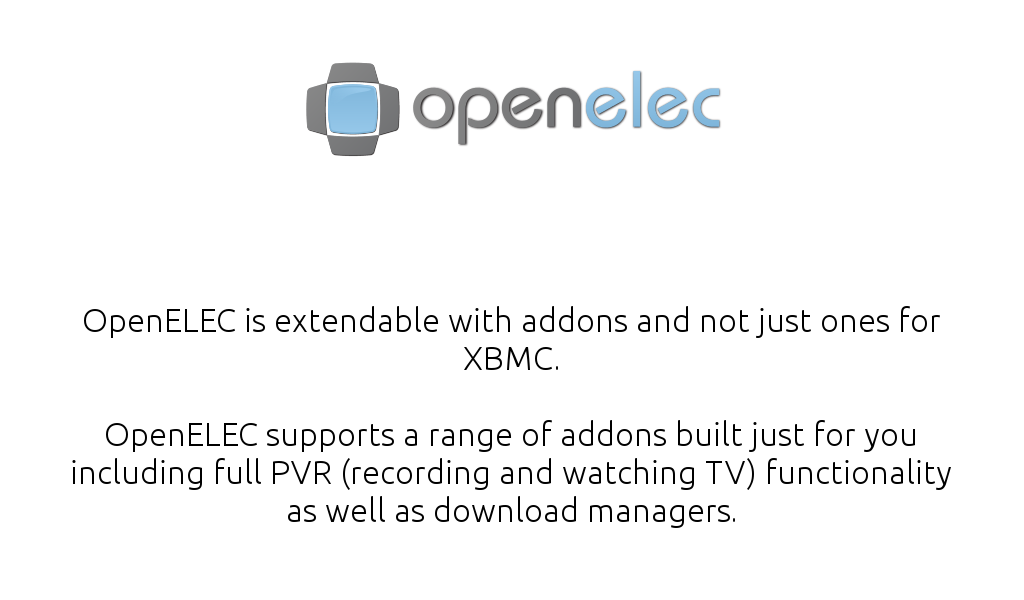 openelec
OpenELEC is extendable with addons and not just ones for
XBMC.
OpenELEC supports a range of addons built just for you
including full PVR (recording and watching TV) functionality
as well as download managers.